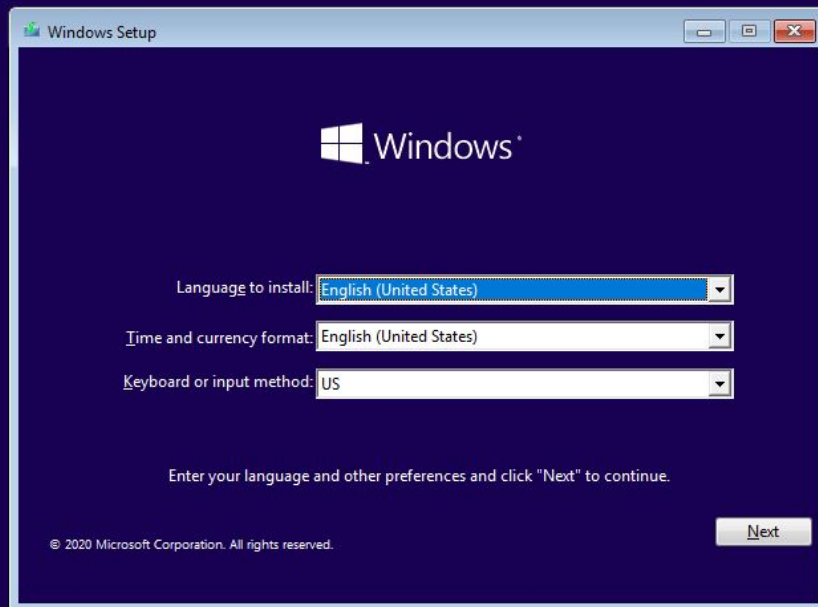 Windows Setup
Windows
Language to install: English (United States)
Time and currency format: English (United States)
Keyboard or input method: US
Enter your language and other preferences and click "Next" to continue.
Next
© 2020 Microsoft Corporation. All rights reserved.